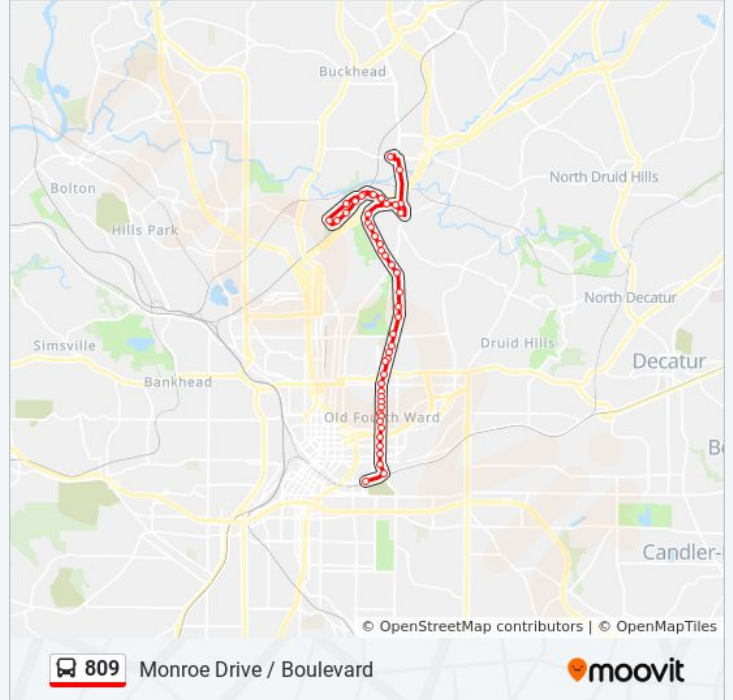 Buckhead
North Druid Hills
Bolton
Hills Park
North Decatur
Simsville
Druid Hills
Decatur
Bankhead
Old Fourth Ward
Be
Candler-
© OpenStreetMap contributors | © OpenMapTiles
809 Monroe Drive / Boulevard
moovit